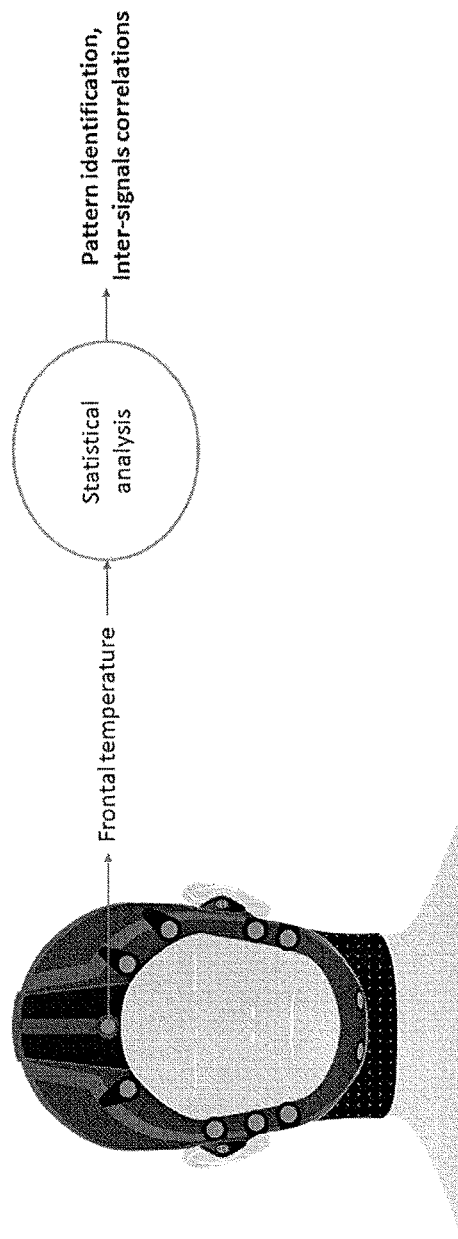 Frontal temperature
Statistical
analysis
Pattern identification,
Inter-signals correlations